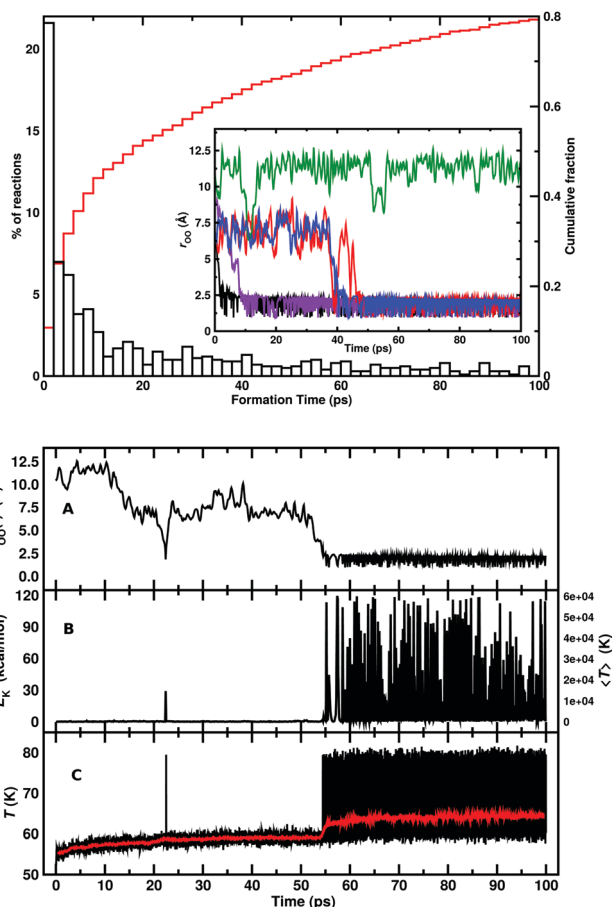 % of reactions
20
15
10
5
0
0.8
0.6
0.4
0.2
0
Cumulative fraction
r_OO (Å)
12.5
10
7.5
5
2.5
0
0 20 40 60 80 100
Time (ps)
0 20 40 60 80 100
Formation Time (ps)
12.5
10.0
7.5
5.0
2.5
0.0
A
120
90
60
30
0
B
(kcal/mol)
6e+04
5e+04
4e+04
3e+04
2e+04
1e+04
0
<T> (K)
80
70
60
50
T (K)
C
0 10 20 30 40 50 60 70 80 90 100
Time (ps)